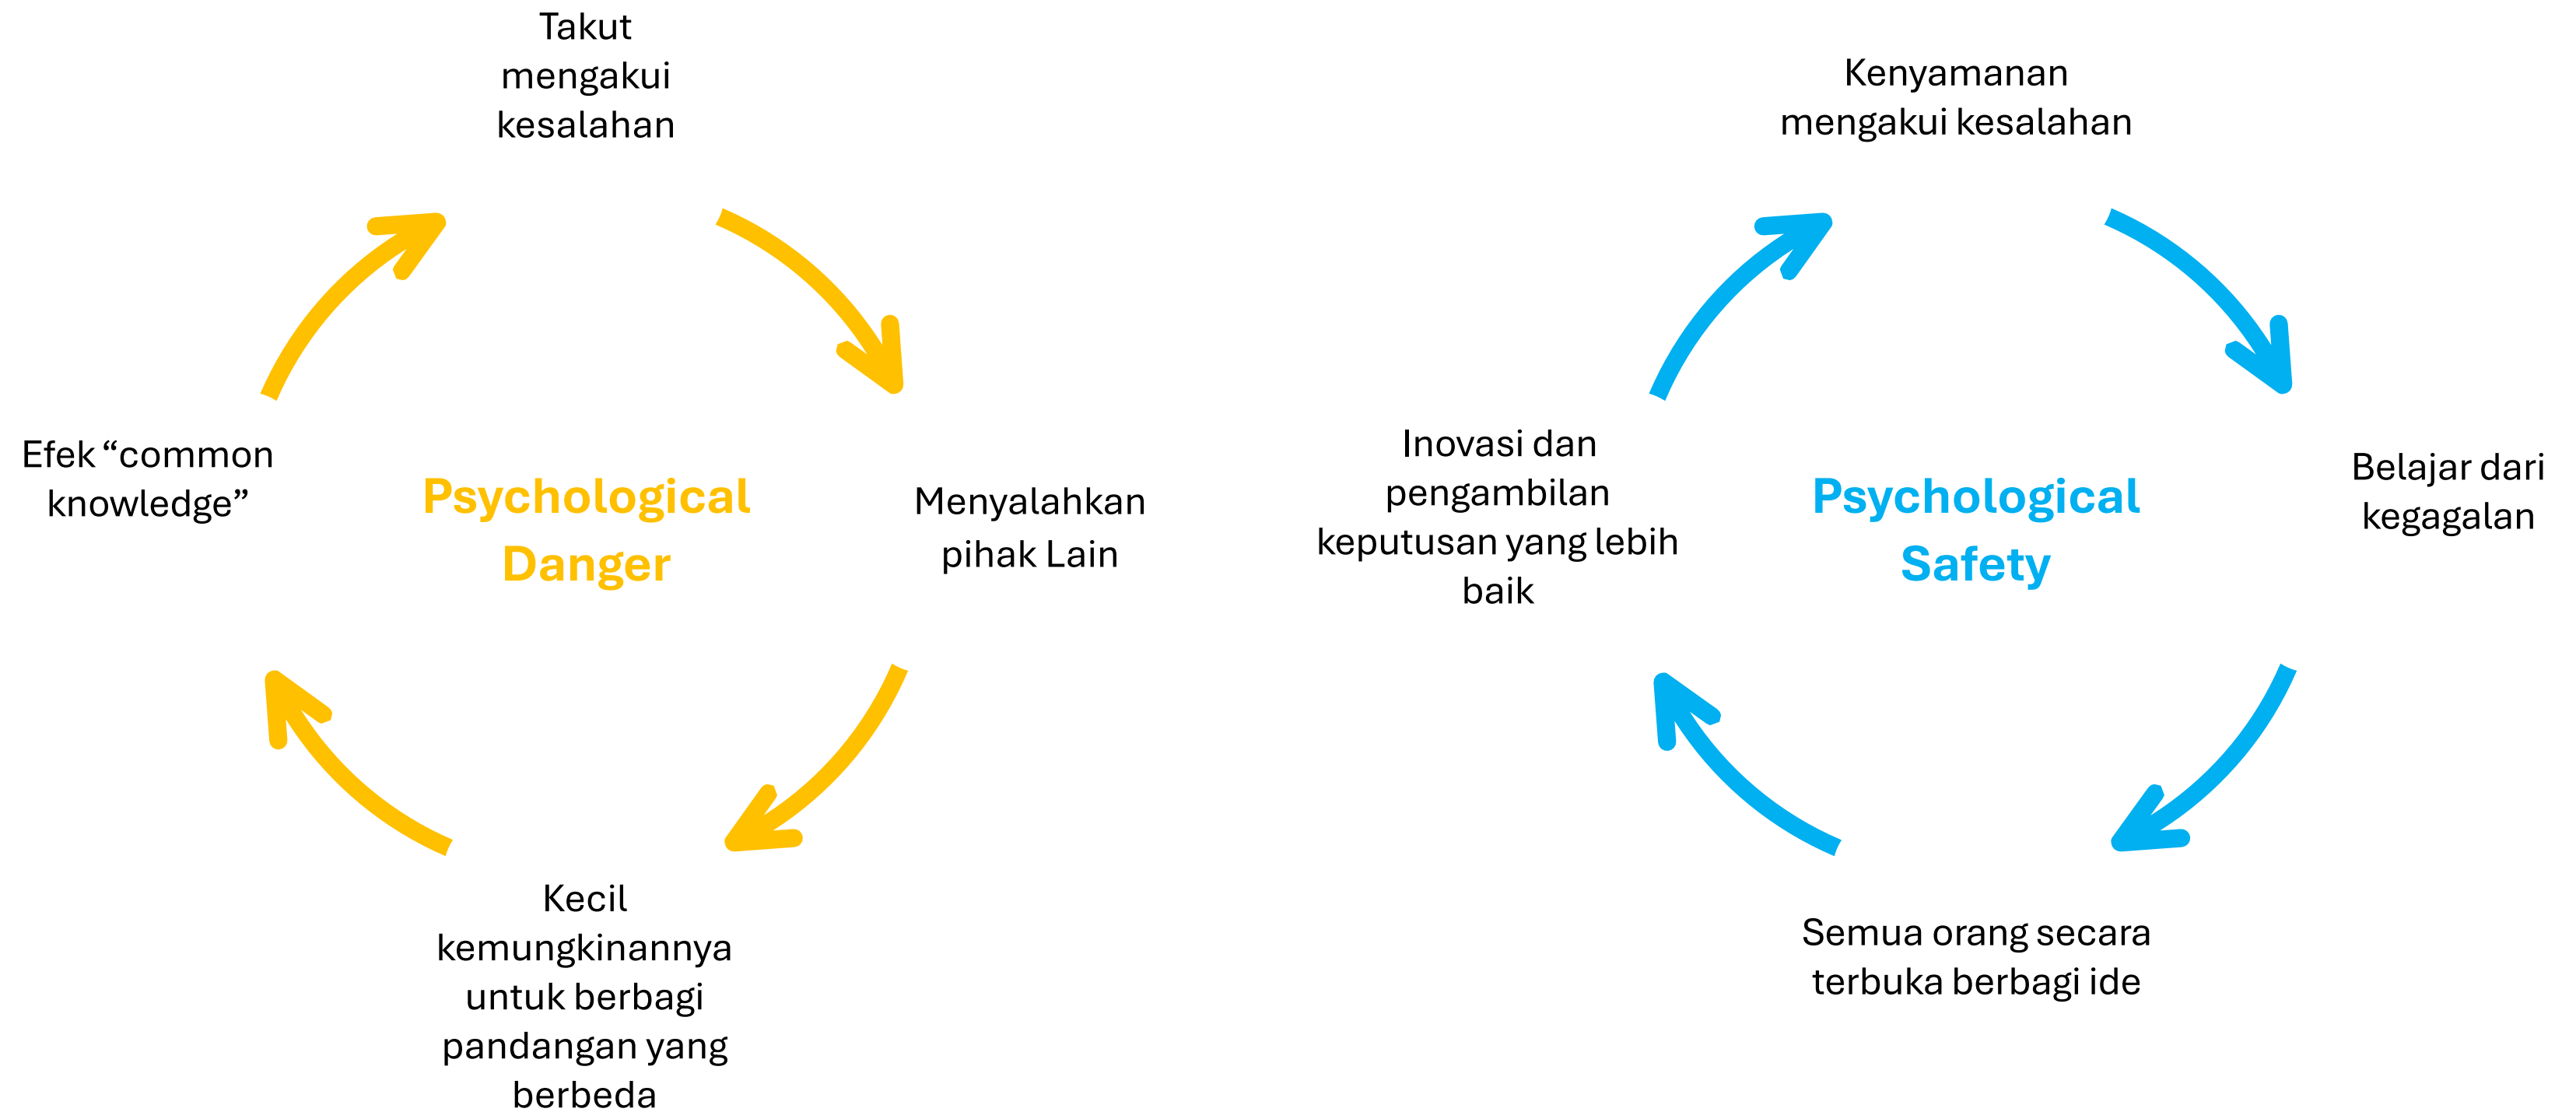 Takut
mengakui
kesalahan
Menyalahkan
pihak Lain
Kecil
kemungkinannya
untuk berbagi
pandangan yang
berbeda
Efek “common
knowledge”
Psychological
Danger
Kenyamanan
mengakui kesalahan
Belajar dari
kegagalan
Semua orang secara
terbuka berbagi ide
Inovasi dan
pengambilan
keputusan yang lebih
baik
Psychological
Safety